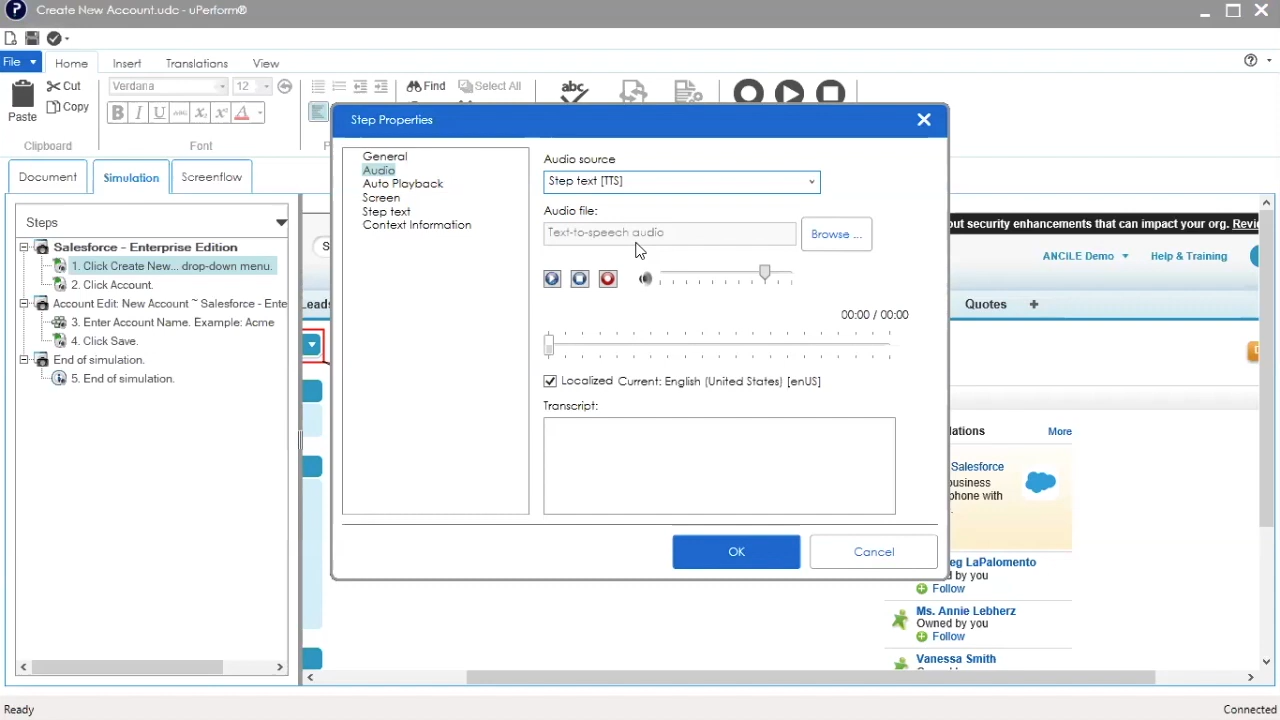 Create New Account.udc - uPerform®
File
Home
Insert
Translations
View
Paste
Cut
Copy
Clipboard
Verdana
12
B I U
Font
Find
Select All
abc
Document
Simulation
Screenflow
Steps
Salesforce - Enterprise Edition
1. Click Create New... drop-down menu.
2. Click Account.
Account Edit: New Account ~ Salesforce - Ente
3. Enter Account Name. Example: Acme
4. Click Save.
End of simulation.
5. End of simulation.
Step Properties
General
Audio
Auto Playback
Screen
Step text
Context Information
Audio source
Step text [TTS]
Audio file:
Text-to-speech audio
Browse ...
00:00 / 00:00
Localized Current: English (United States) [enUS]
Transcript:
OK
Cancel
out security enhancements that can impact your org. Revie
ANCILE Demo
Help & Training
Leads
Quotes
lations
More
Salesforce
business
phone with
eg LaPalomento
ed by you
Follow
Ms. Annie Lebherz
Owned by you
Follow
Vanessa Smith
Ready
Connected